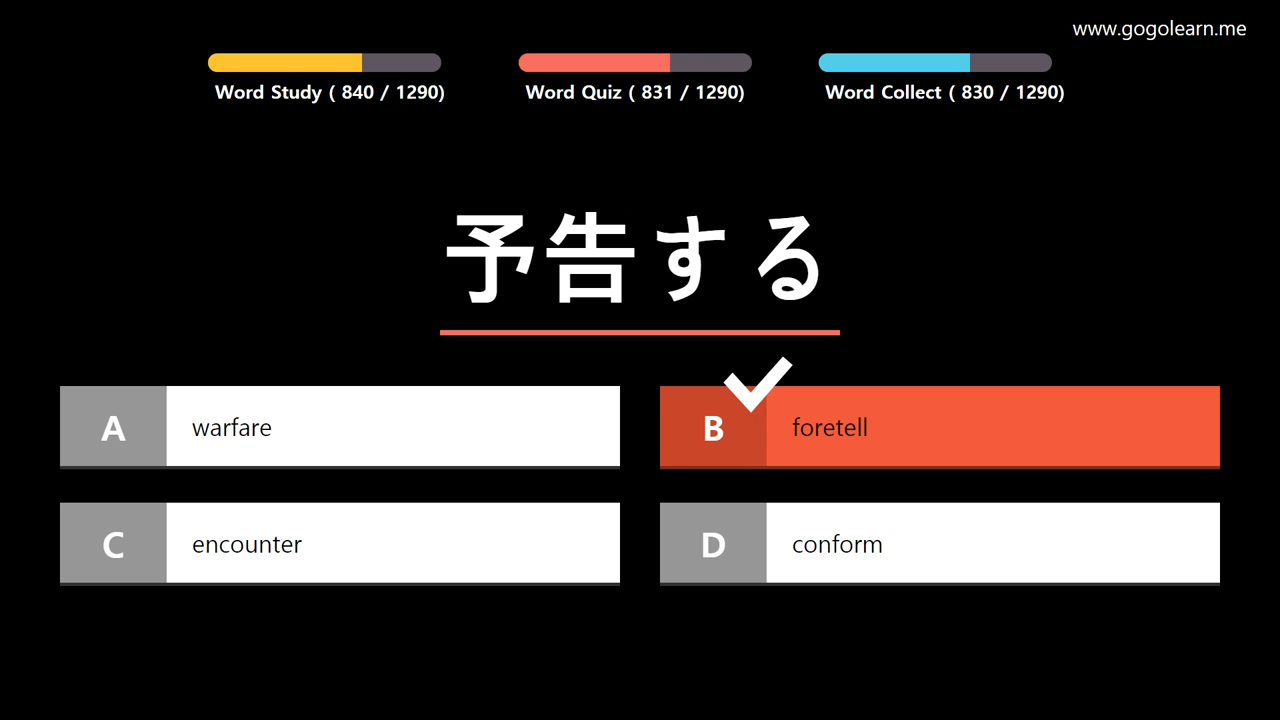 www.gogolearn.me
Word Study ( 840 / 1290)
Word Quiz ( 831 / 1290)
Word Collect ( 830 / 1290)
予告する
A warfare
B foretell
C encounter
D conform